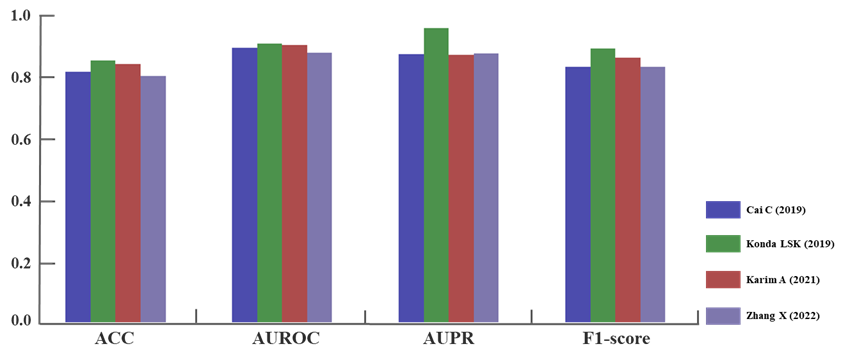 1.0
0.8
0.6
0.4
0.2
0.0
ACC AUROC AUPR F1-score
Cai C (2019)
Konda LSK (2019)
Karim A (2021)
Zhang X (2022)